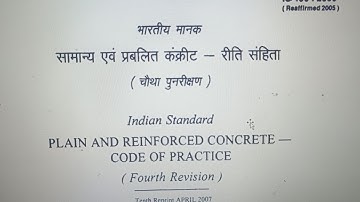 ( Reaffirmed 2005 )
भारतीय मानक
सामान्य एवं प्रबलित कंक्रीट — रीति संहिता
( चौथा पुनरीक्षण )
Indian Standard
PLAIN AND REINFORCED CONCRETE —
CODE OF PRACTICE
( Fourth Revision )
Tenth Reprint APRIL 2007